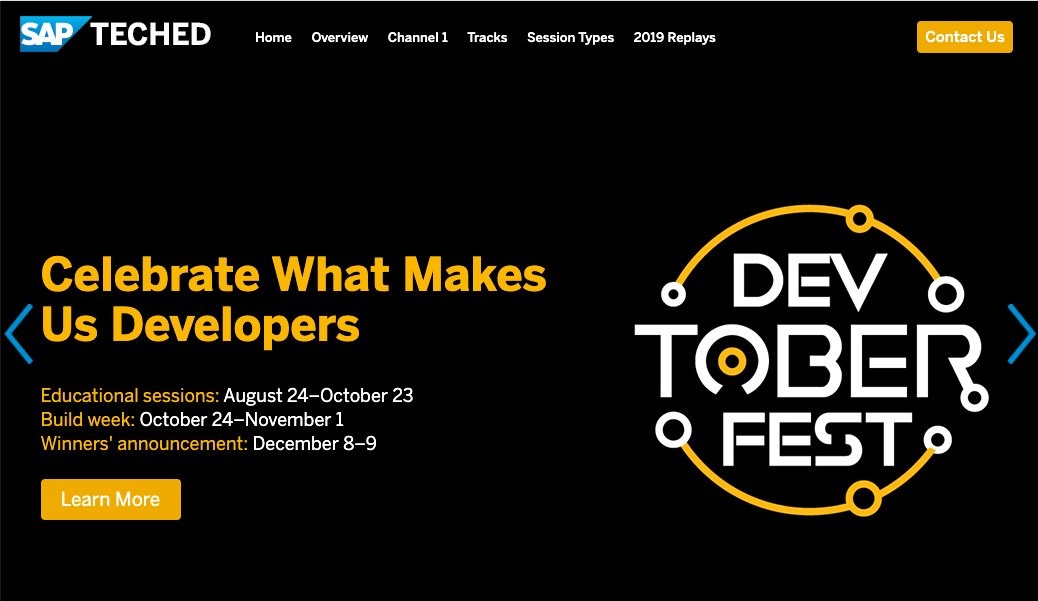 SAP TECHED
Home Overview Channel 1 Tracks Session Types 2019 Replays
Contact Us
Celebrate What Makes
Us Developers
Educational sessions: August 24–October 23
Build week: October 24–November 1
Winners' announcement: December 8–9
Learn More
DEV
TOBER
FEST